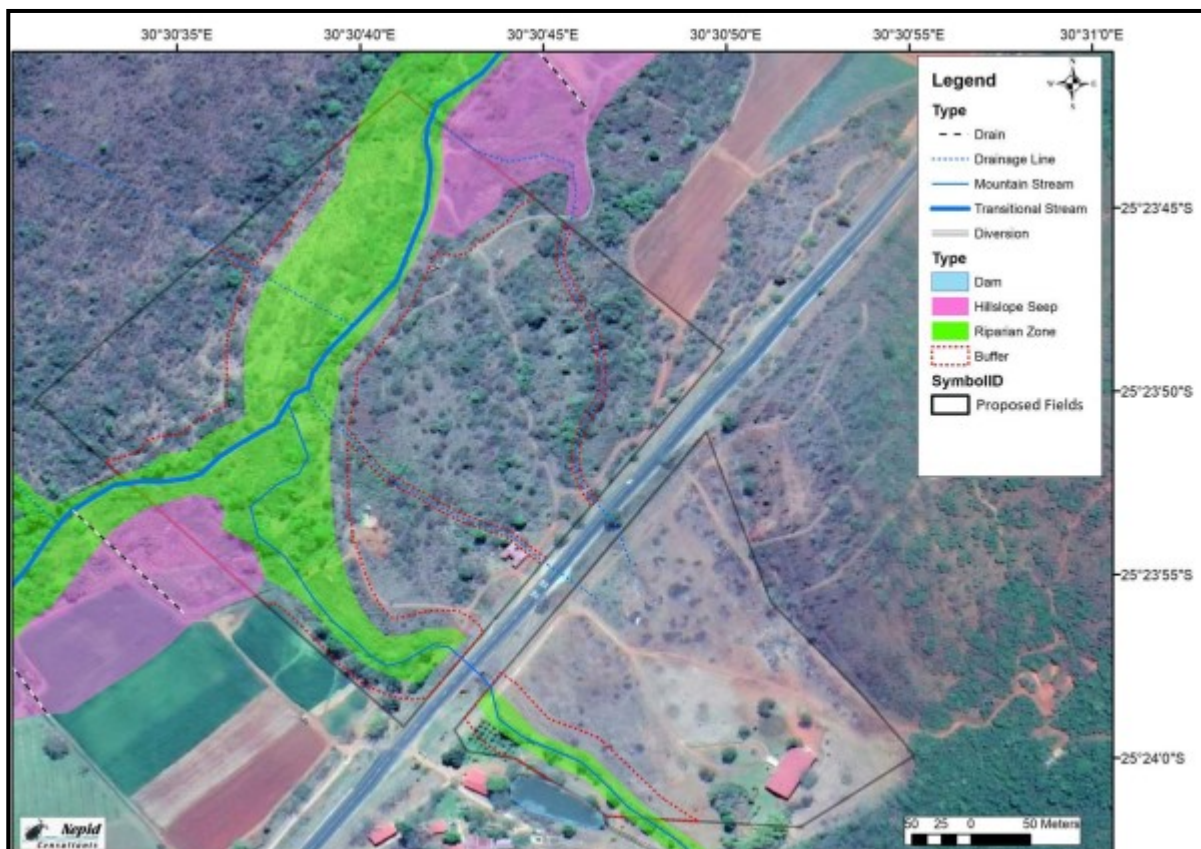 30°30'35"E 30°30'40"E 30°30'45"E 30°30'50"E 30°30'55"E 30°31'0"E
Legend
N
W E
S
Type
Drain
Drainage Line
Mountain Stream
Transitional Stream
Diversion
Type
Dam
Hillslope Seep
Riparian Zone
Buffer
SymbolID
Proposed Fields
25°23'45"S
25°23'50"S
25°23'55"S
25°24'0"S
50 25 0 50 Meters
Nepid
Consultants